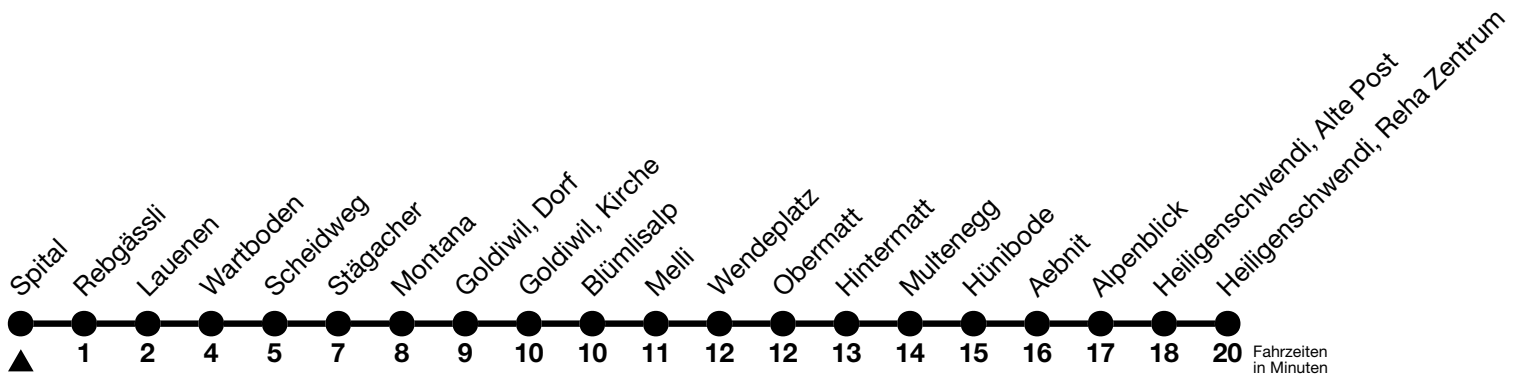 Spital
Rebgässli
Lauenen
Wartboden
Scheidweg
Stägacher
Montana
Goldiwil, Dorf
Goldiwil, Kirche
Blümlisalp
Melli
Wendeplatz
Obermatt
Hintermatt
Multenegg
Hünibode
Aebnit
Alpenblick
Heiligenschwendi, Alte Post
Heiligenschwendi, Reha Zentrum
1 2 4 5 7 8 9 10 10 11 12 12 13 14 15 16 17 18 20
Fahrzeiten
in Minuten